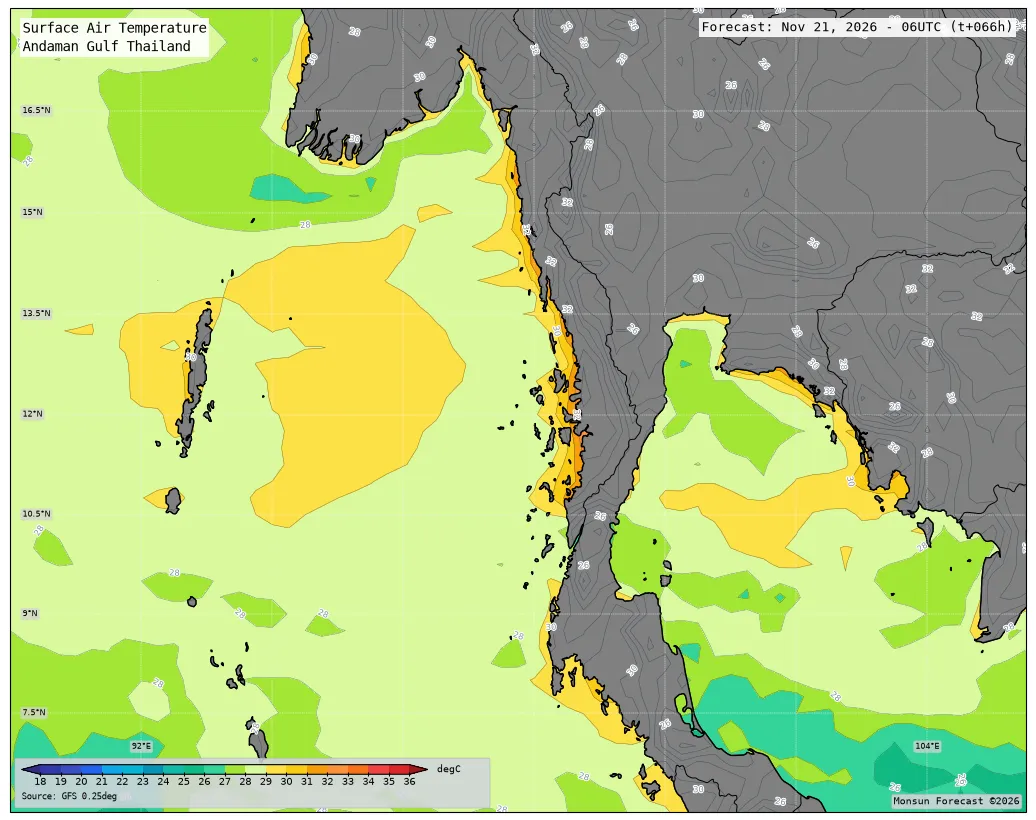 Surface Air Temperature
Andaman Gulf Thailand
Forecast: Nov 21, 2026 - 06UTC (t+066h)
16.5°N
15°N
13.5°N
12°N
10.5°N
9°N
7.5°N
92°E
104°E
18 19 20 21 22 23 24 25 26 27 28 29 30 31 32 33 34 35 36
degC
Source: GFS 0.25deg
Monsun Forecast ©2026